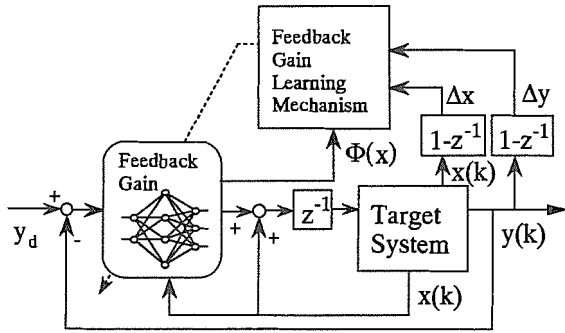 Feedback
Gain
Learning
Mechanism
Δx
Δy
1-z⁻¹
1-z⁻¹
Φ(x)
x(k)
Feedback
Gain
+
-
y_d
+
+
z⁻¹
Target
System
y(k)
x(k)